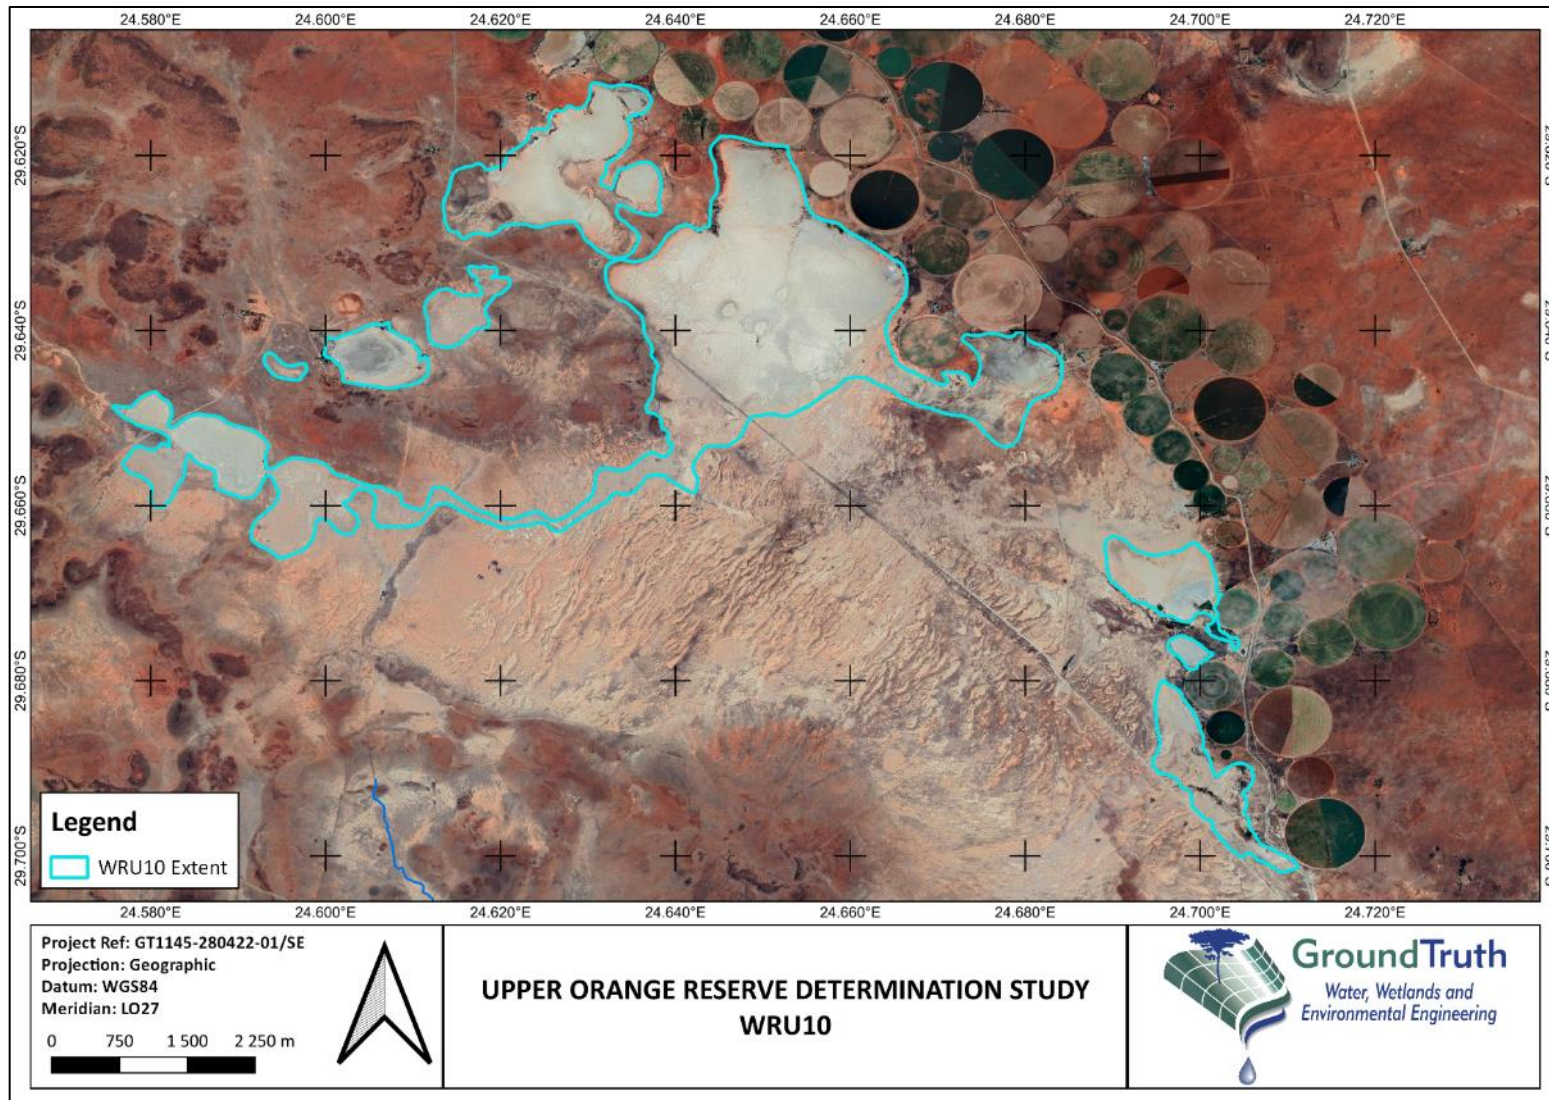 24.580°E 24.600°E 24.620°E 24.640°E 24.660°E 24.680°E 24.700°E 24.720°E
29.620°S
29.640°S
29.660°S
29.680°S
29.700°S
Legend
WRU10 Extent
24.580°E 24.600°E 24.620°E 24.640°E 24.660°E 24.680°E 24.700°E 24.720°E
Project Ref: GT1145-280422-01/SE
Projection: Geographic
Datum: WGS84
Meridian: LO27
0 750 1 500 2 250 m
UPPER ORANGE RESERVE DETERMINATION STUDY
WRU10
GroundTruth
Water, Wetlands and
Environmental Engineering